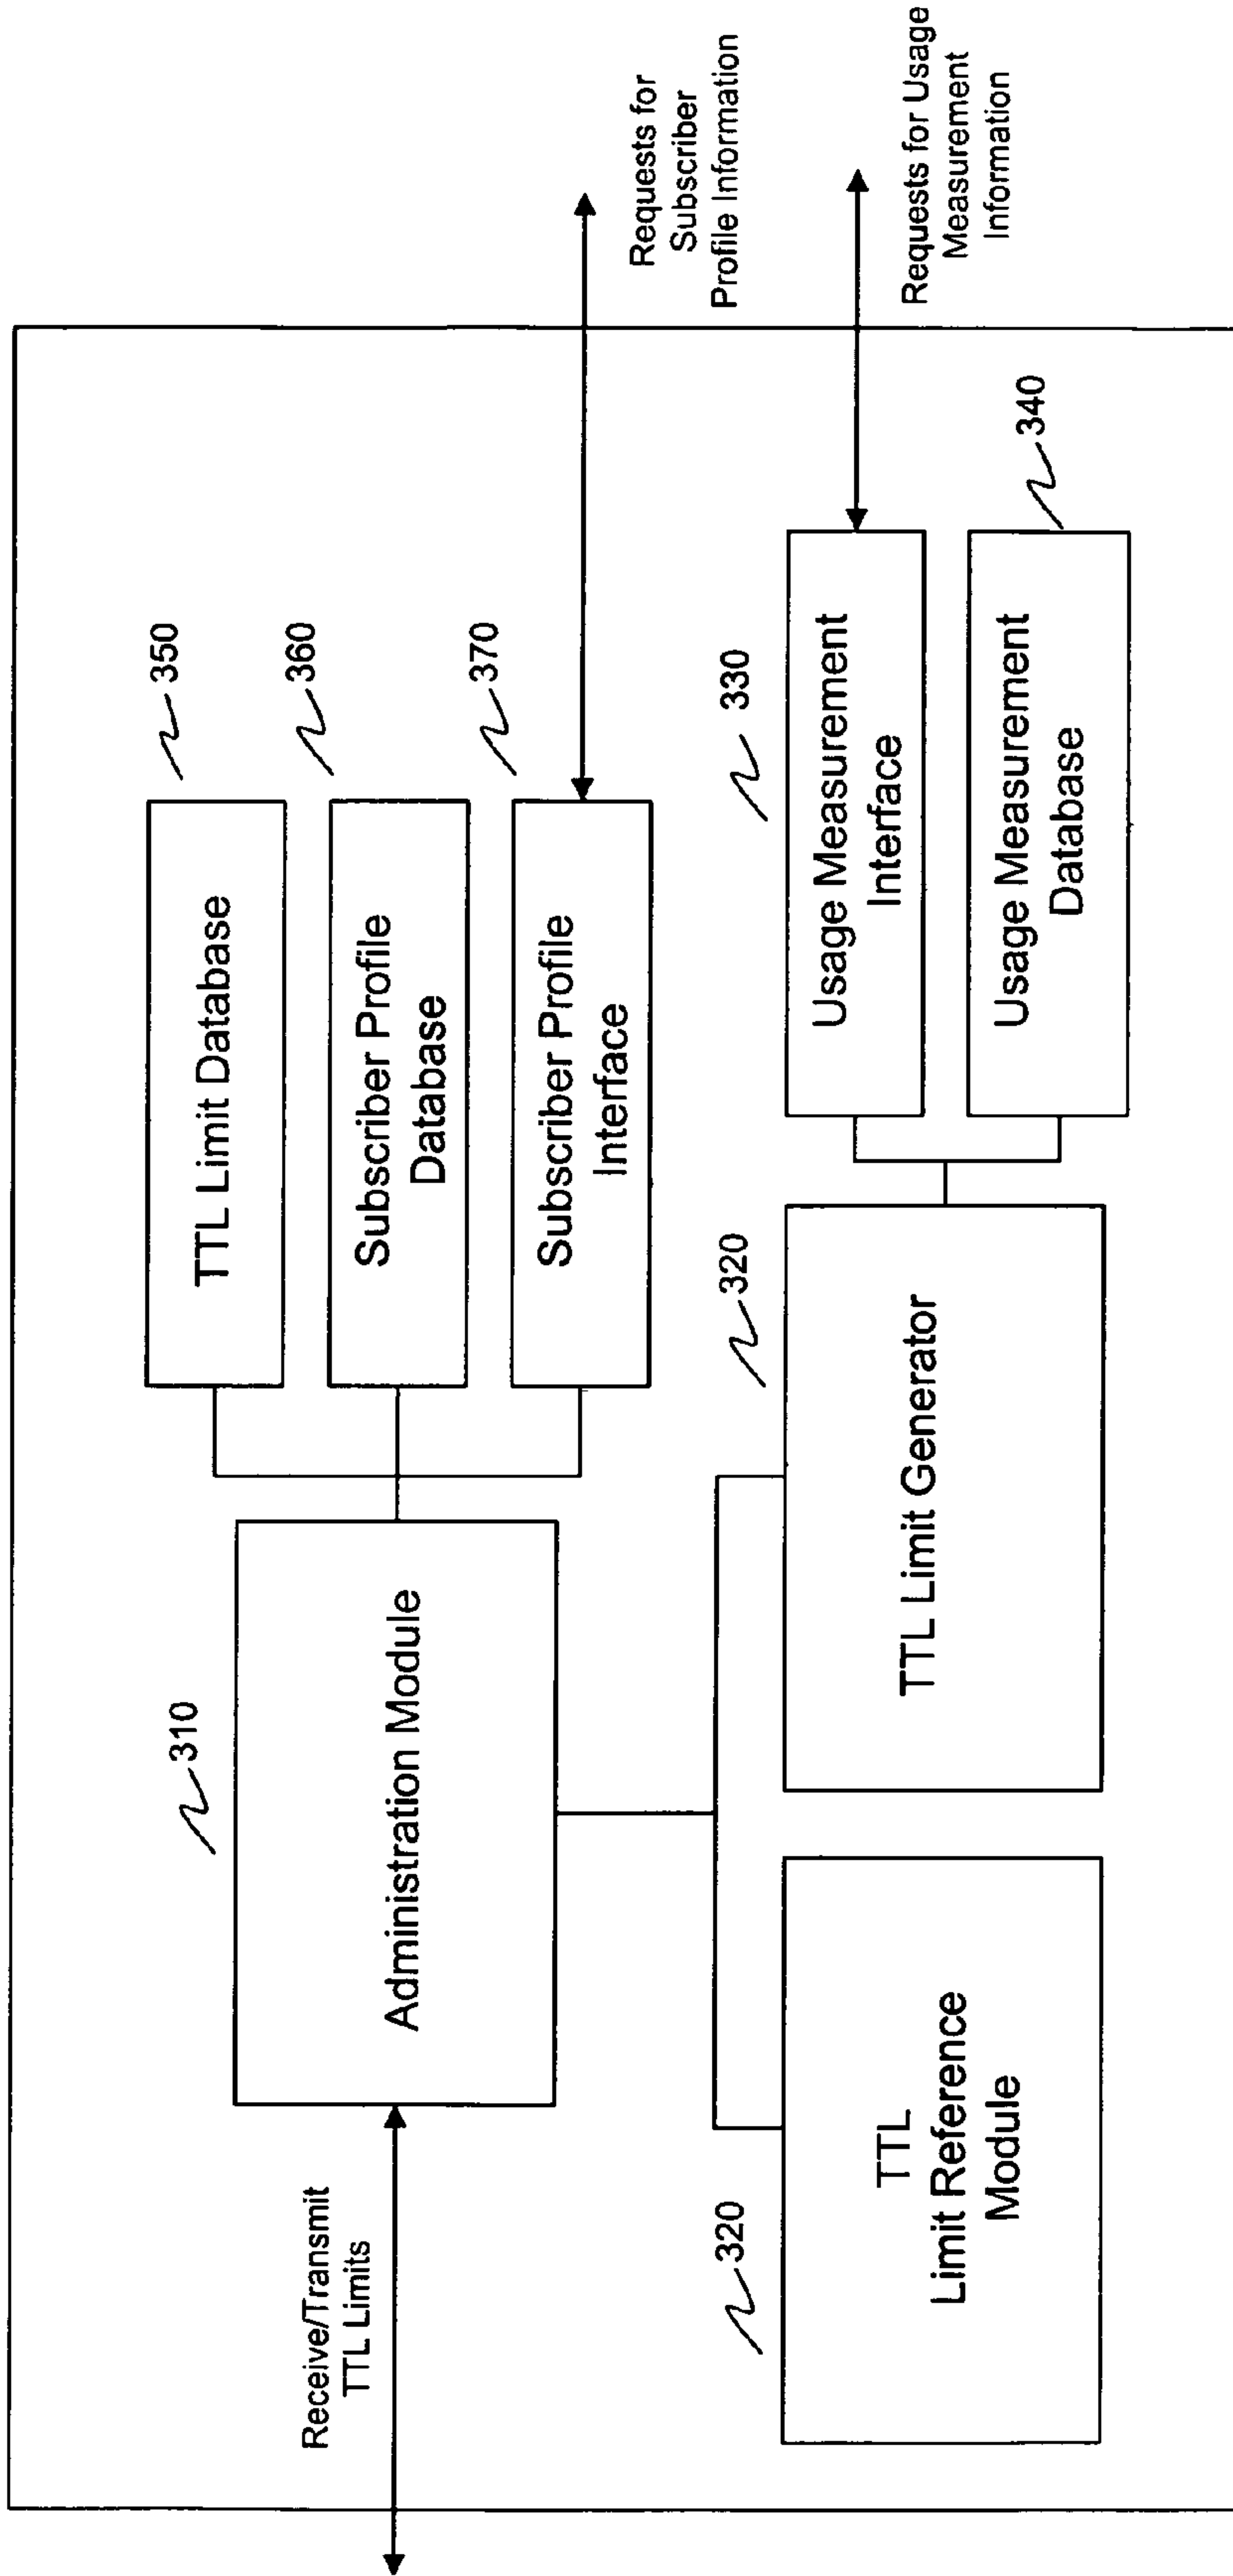 Receive/Transmit
TTL Limits
310
Administration Module
350
TTL Limit Database
360
Subscriber Profile
Database
370
Subscriber Profile
Interface
Requests for
Subscriber
Profile Information
320
TTL
Limit Reference
Module
320
TTL Limit Generator
330
Usage Measurement
Interface
Usage Measurement
Database
340
Requests for Usage
Measurement
Information